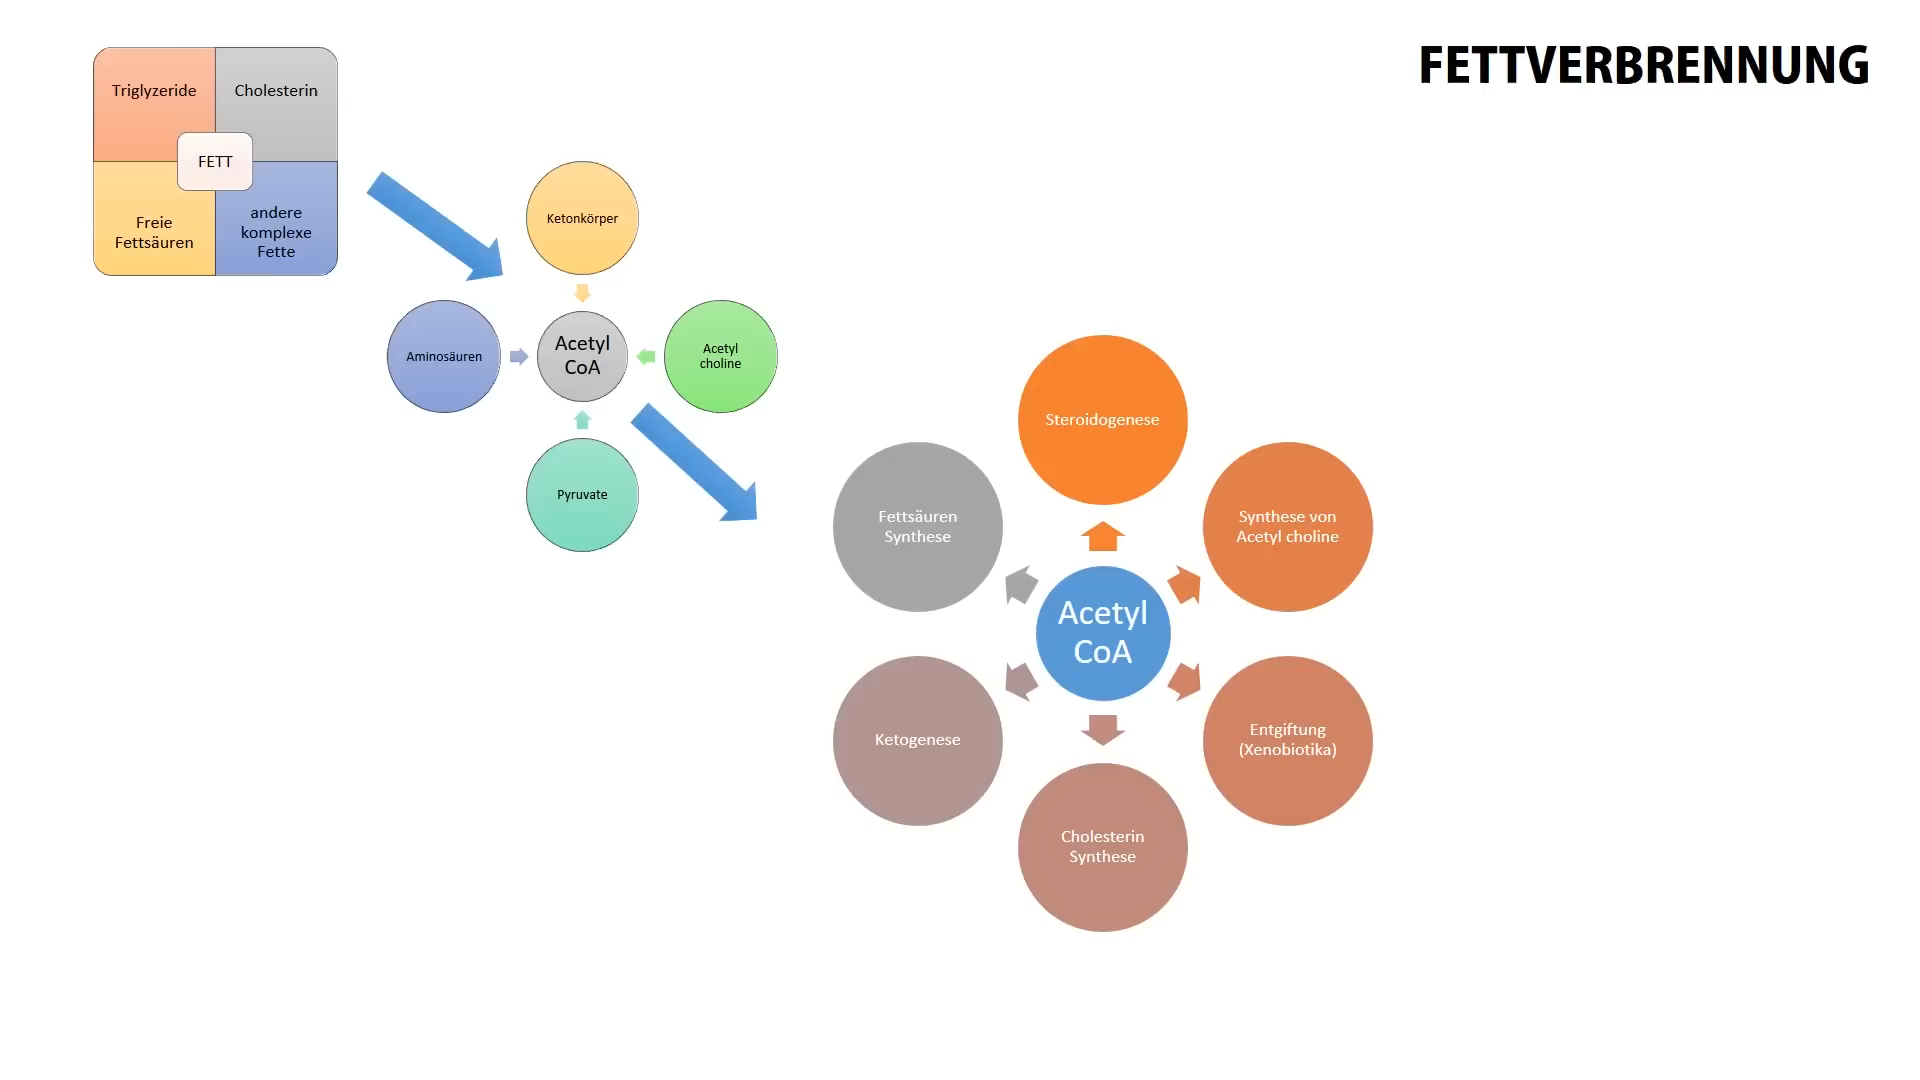 FETTVERBRENNUNG
Triglyzeride
Cholesterin
FETT
Freie
Fettsäuren
andere
komplexe
Fette
Ketonkörper
Aminosäuren
Acetyl
CoA
Acetyl
choline
Pyruvate
Steroidogenese
Fettsäuren
Synthese
Synthese von
Acetyl choline
Acetyl
CoA
Ketogenese
Entgiftung
(Xenobiotika)
Cholesterin
Synthese